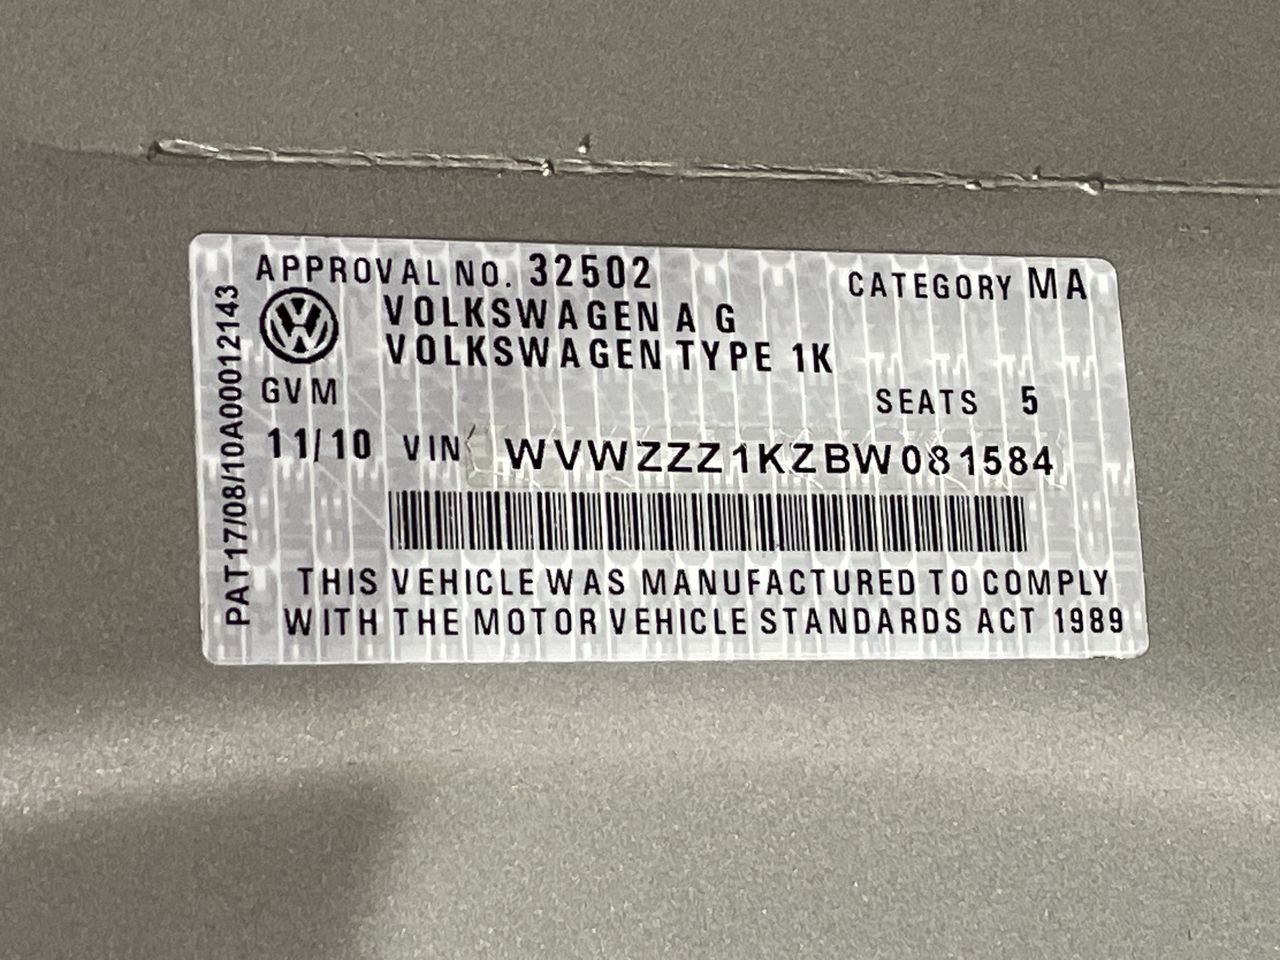 APPROVAL NO. 32502
CATEGORY MA
VOLKSWAGEN A G
VOLKSWAGEN TYPE 1K
GVM
SEATS 5
11/10 VIN WVWZZZ1KZBW081584
THIS VEHICLE WAS MANUFACTURED TO COMPLY
WITH THE MOTOR VEHICLE STANDARDS ACT 1989
PAT17/08/10A00012143